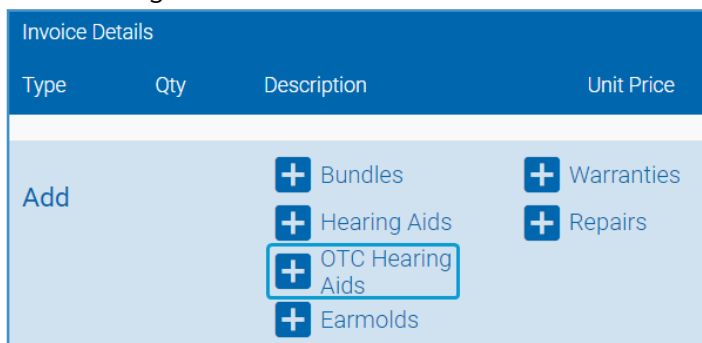 Invoice Details
Type Qty Description Unit Price
Add
Bundles
Warranties
Hearing Aids
Repairs
OTC Hearing
Aids
Earmolds